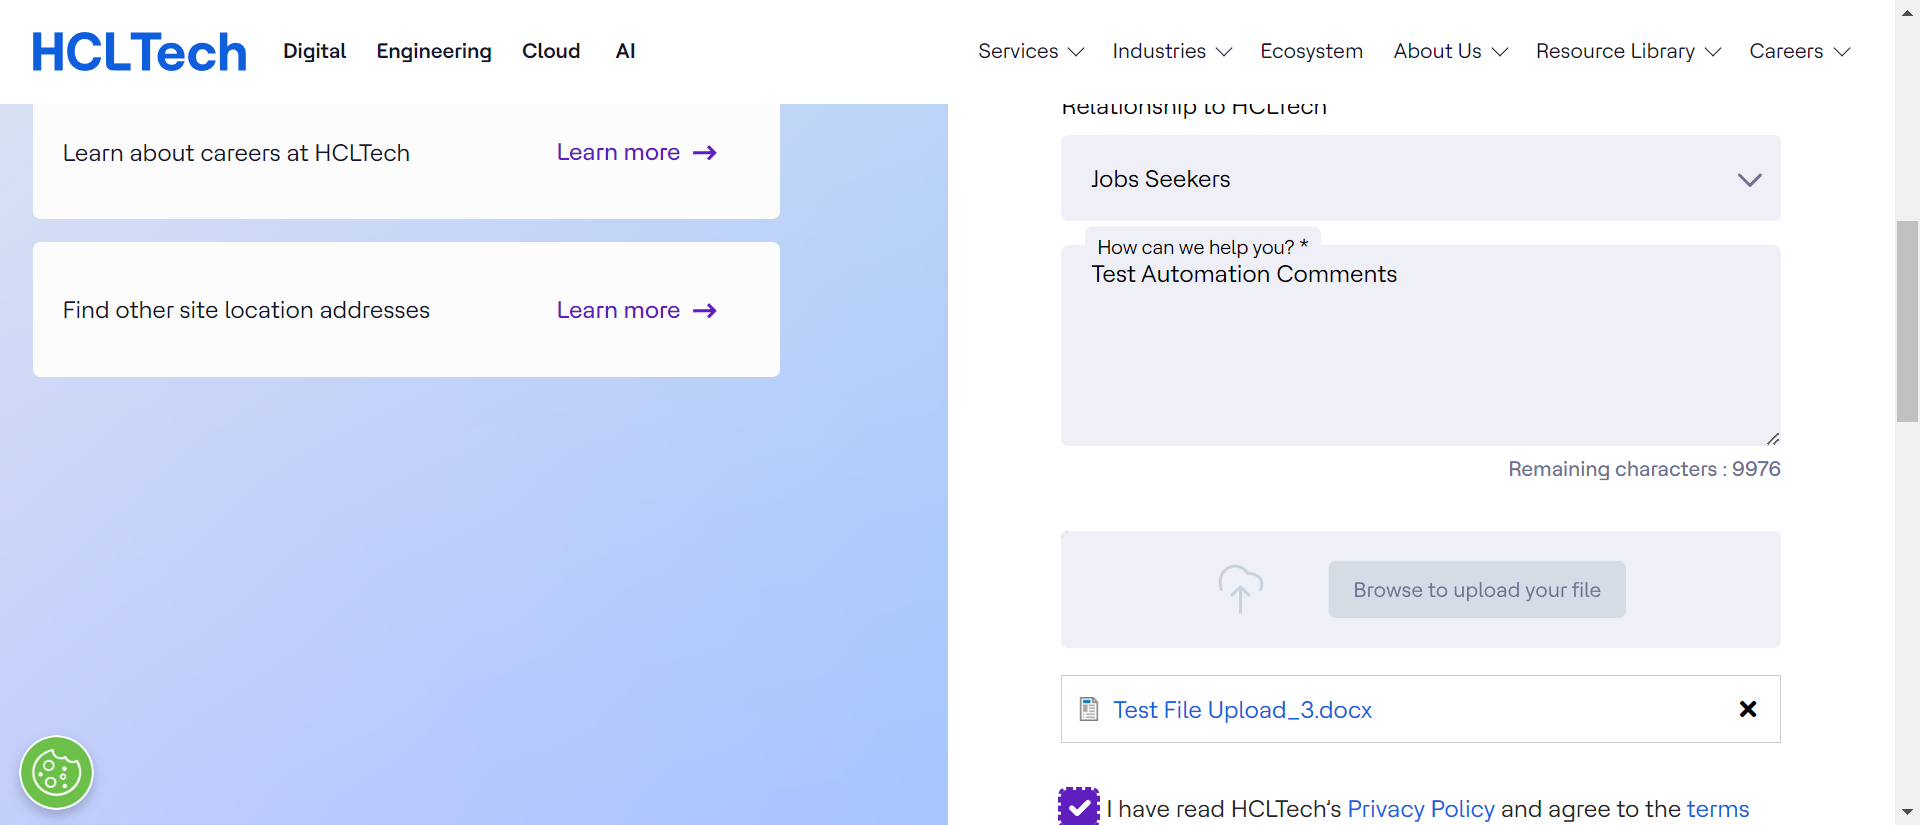 HCLTech
Digital Engineering Cloud AI
Services Industries Ecosystem About Us Resource Library Careers
Learn about careers at HCLTech Learn more
Find other site location addresses Learn more
Relationship to HCLTech
Jobs Seekers
How can we help you? *
Test Automation Comments
Remaining characters : 9976
Browse to upload your file
Test File Upload_3.docx
I have read HCLTech's Privacy Policy and agree to the terms